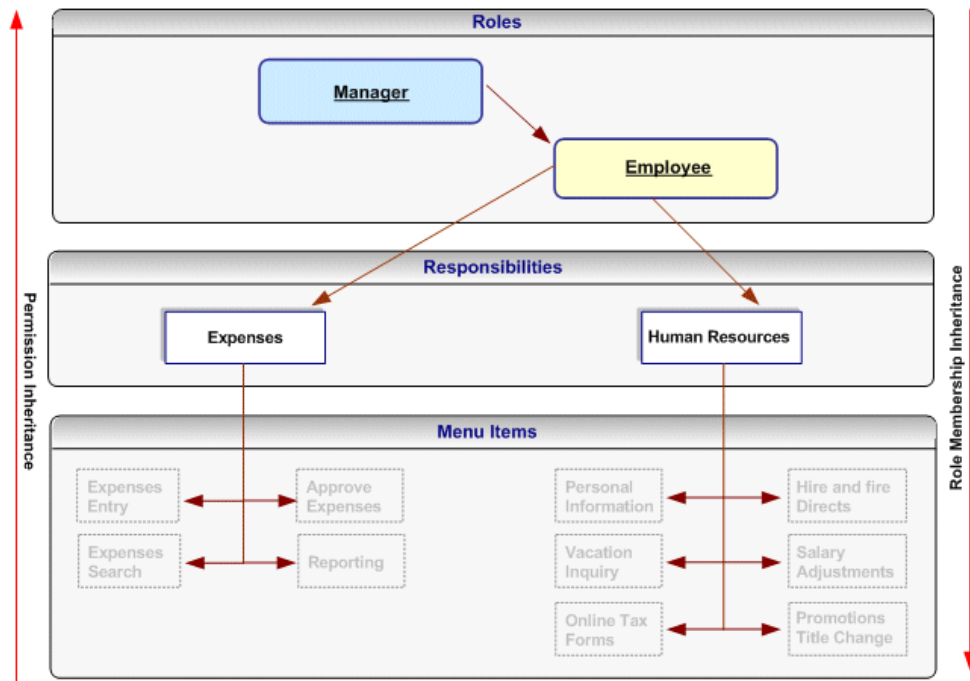 Roles
Manager
Employee
Responsibilities
Expenses
Human Resources
Menu Items
Expenses
Entry
Approve
Expenses
Expenses
Search
Reporting
Personal
Information
Hire and fire
Directs
Vacation
Inquiry
Salary
Adjustments
Online Tax
Forms
Promotions
Title Change
Permission Inheritance
Role Membership Inheritance